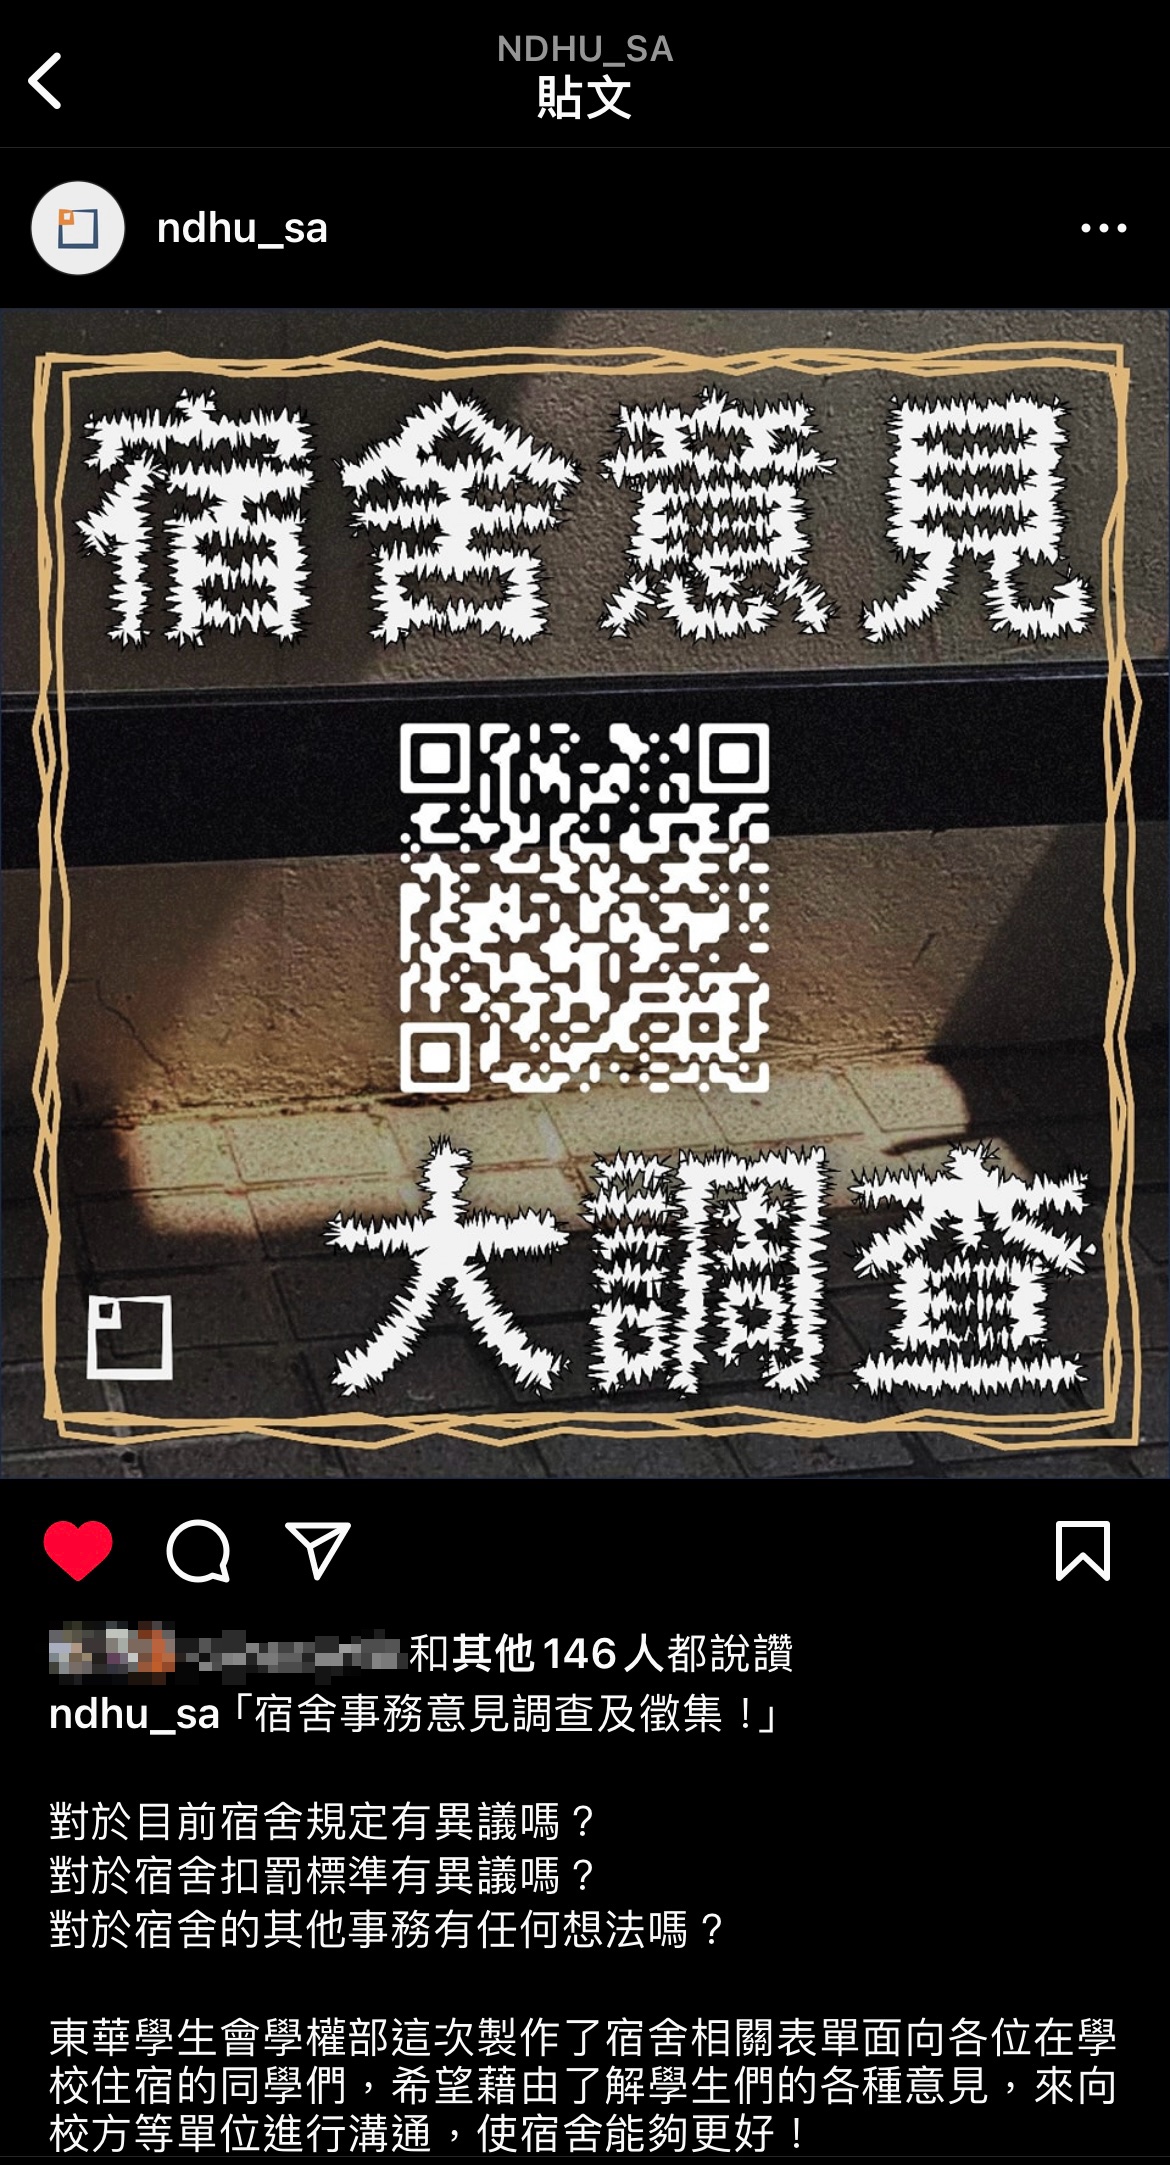 NDHU_SA
貼文
ndhu_sa
宿舍意見
大調查
和其他146人都說讚
ndhu_sa「宿舍事務意見調查及徵集！」
對於目前宿舍規定有異議嗎？
對於宿舍扣罰標準有異議嗎？
對於宿舍的其他事務有任何想法嗎？
東華學生會學權部這次製作了宿舍相關表單面向各位在學
校住宿的同學們，希望藉由了解學生們的各種意見，來向
校方等單位進行溝通，使宿舍能夠更好！